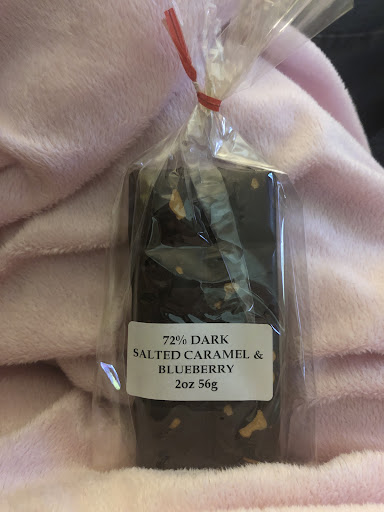 72% DARK
SALTED CARAMEL &
BLUEBERRY
2oz 56g